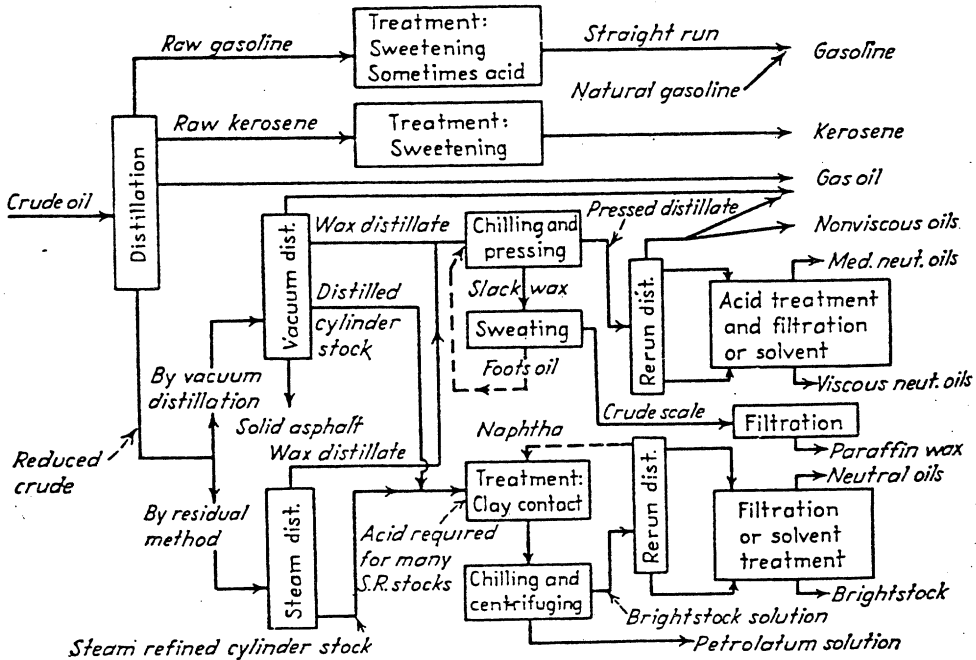 Raw gasoline
Treatment:
Sweetening
Sometimes acid
Straight run
Gasoline
Natural gasoline
Raw kerosene
Treatment:
Sweetening
Kerosene
Crude oil
Distillation
Gas oil
Vacuum dist.
Wax distillate
Chilling and
pressing
Pressed distillate
Nonviscous oils
Med. neut. oils
Distilled
cylinder
stock
Slack wax
Sweating
Foots oil
Rerun dist.
Acid treatment
and filtration
or solvent
Viscous neut. oils
By vacuum
distillation
Solid asphalt
Crude scale
Filtration
Paraffin wax
Reduced
crude
Wax distillate
Naphtha
Neutral oils
By residual
method
Steam dist.
Treatment:
Clay contact
Rerun dist.
Filtration
or solvent
treatment
Acid required
for many
S.R. stocks
Chilling and
centrifuging
Brightstock
Brightstock solution
Steam refined cylinder stock
Petrolatum solution